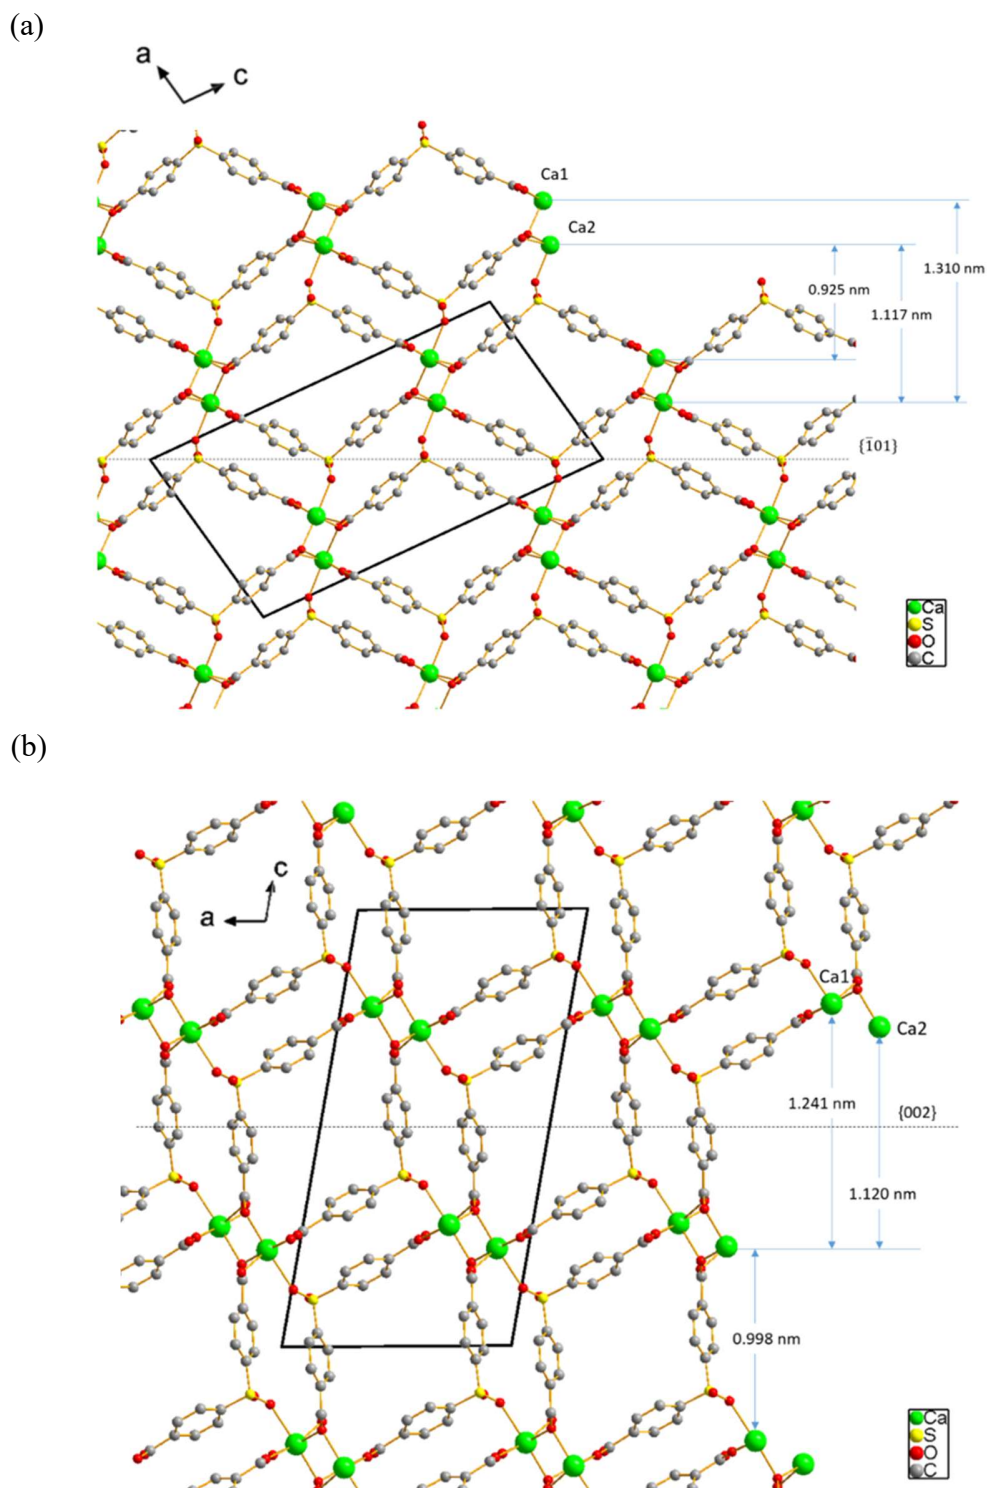 (a)
a
c
Ca1
Ca2
1.310 nm
0.925 nm
1.117 nm
{1̅01}
Ca
S
O
C
(b)
c
a
Ca1
Ca2
1.241 nm
{002}
1.120 nm
0.998 nm
Ca
S
O
C